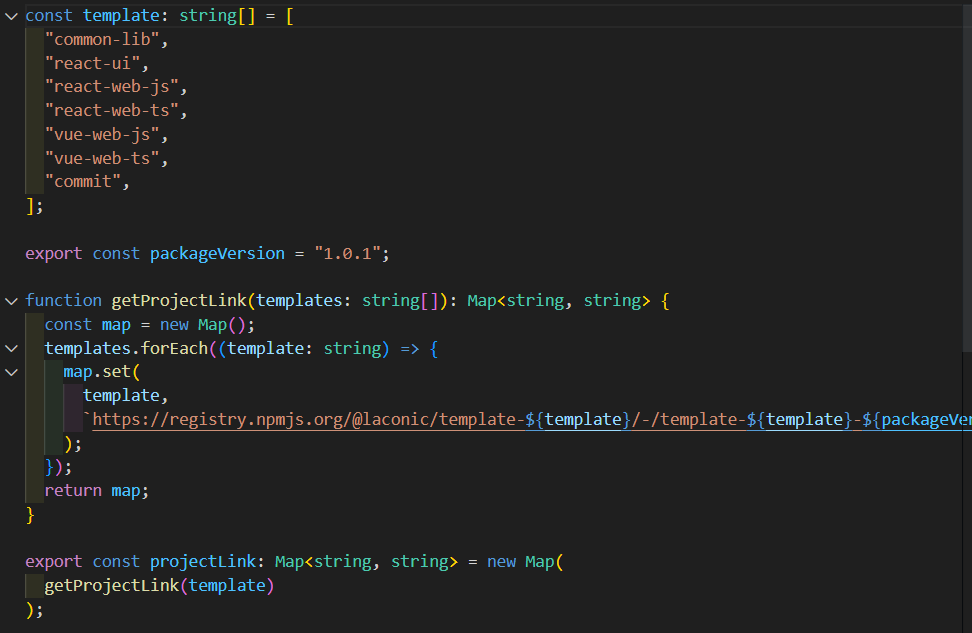 const template: string[] = [
  "common-lib",
  "react-ui",
  "react-web-js",
  "react-web-ts",
  "vue-web-js",
  "vue-web-ts",
  "commit",
];

export const packageVersion = "1.0.1";

function getProjectLink(templates: string[]): Map<string, string> {
  const map = new Map();
  templates.forEach((template: string) => {
    map.set(
      template,
      `https://registry.npmjs.org/@laconic/template-${template}/-/template-${template}-${packageVer
    );
  });
  return map;
}

export const projectLink: Map<string, string> = new Map(
  getProjectLink(template)
);